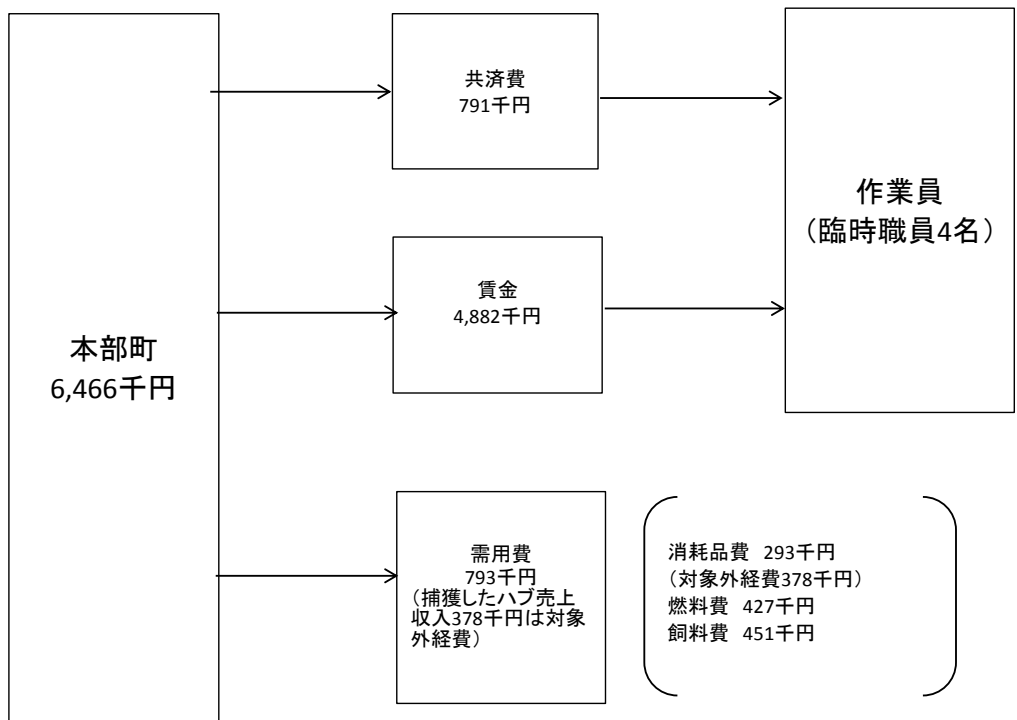 本部町
6,466千円
共済費
791千円
賃金
4,882千円
需用費
793千円
（捕獲したハブ売上
収入378千円は対象
外経費）
作業員
（臨時職員4名）
消耗品費 293千円
（対象外経費378千円）
燃料費 427千円
飼料費 451千円